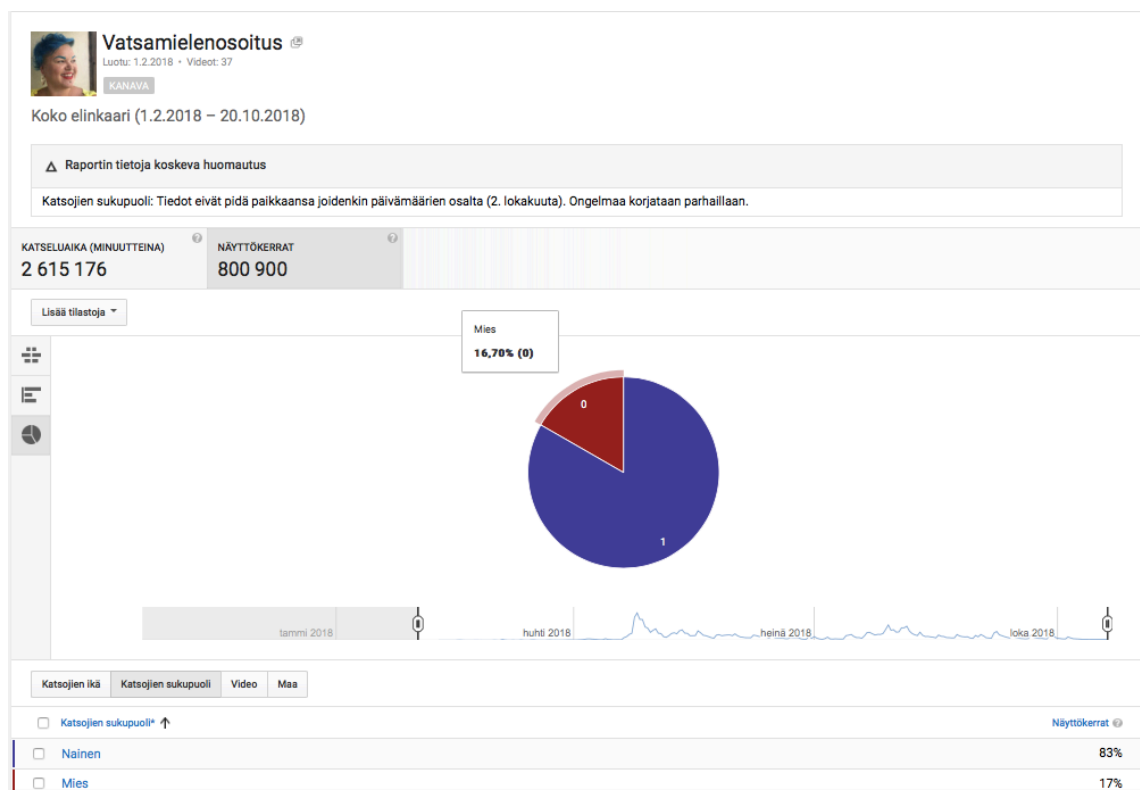 Vatsamielenosoitus
Luotu: 1.2.2018 • Videot: 37
KANAVA
Koko elinkaari (1.2.2018 – 20.10.2018)
Raportin tietoja koskeva huomautus
Katsojien sukupuoli: Tiedot eivät pidä paikkaansa joidenkin päivämäärien osalta (2. lokakuuta). Ongelmaa korjataan parhaillaan.
KATSELUAIKA (MINUUTTEINA) ? NÄYTTÖKERRAT ?
2 615 176 800 900
Lisää tilastoja
Mies
16,70% (0)
0
1
tammi 2018 huhti 2018 heinä 2018 loka 2018
Katsojien ikä Katsojien sukupuoli Video Maa
Katsojien sukupuoli* ↑ Näyttökerrat ?
Nainen 83%
Mies 17%